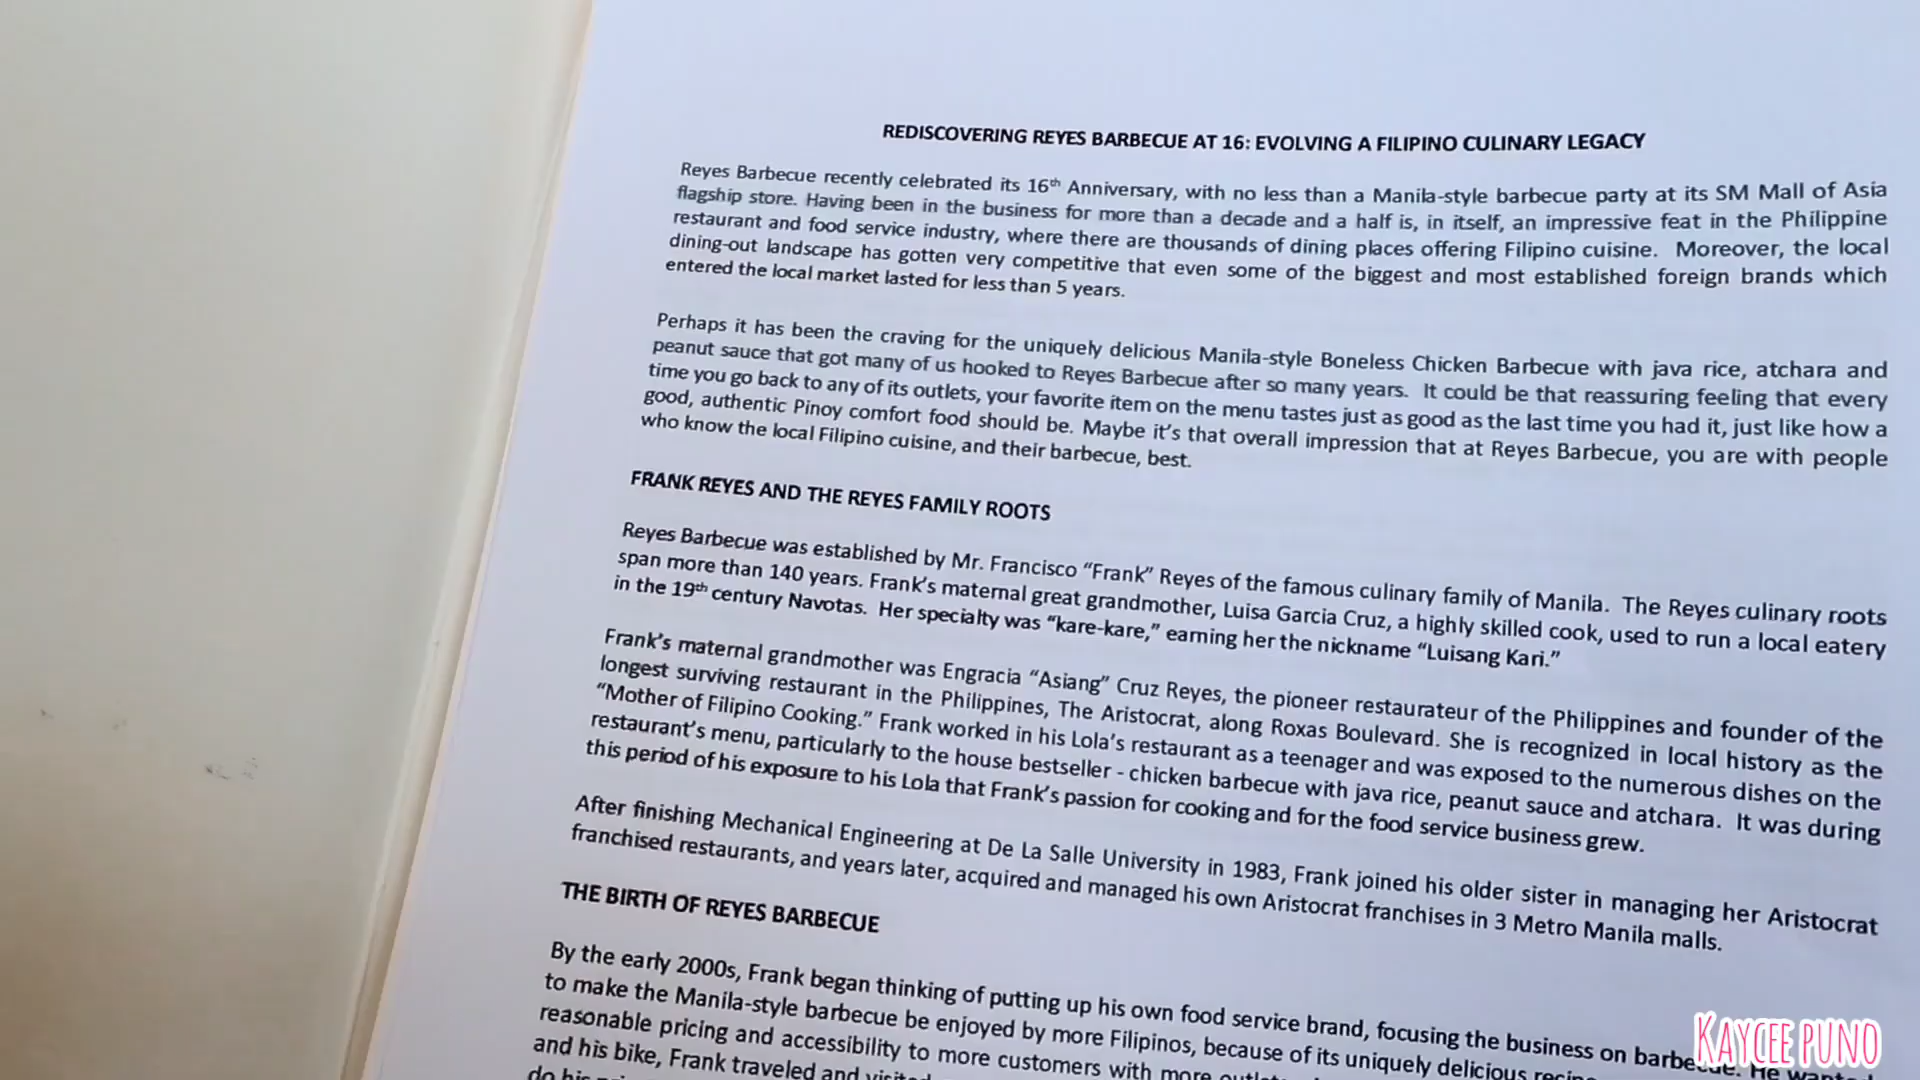 REDISCOVERING REYES BARBECUE AT 16: EVOLVING A FILIPINO CULINARY LEGACY
Reyes Barbecue recently celebrated its 16th Anniversary, with no less than a Manila-style barbecue party at its SM Mall of Asia
flagship store. Having been in the business for more than a decade and a half is, in itself, an impressive feat in the Philippine
restaurant and food service industry, where there are thousands of dining places offering Filipino cuisine. Moreover, the local
dining-out landscape has gotten very competitive that even some of the biggest and most established foreign brands which
entered the local market lasted for less than 5 years.
Perhaps it has been the craving for the uniquely delicious Manila-style Boneless Chicken Barbecue with java rice, atchara and
peanut sauce that got many of us hooked to Reyes Barbecue after so many years. It could be that reassuring feeling that every
time you go back to any of its outlets, your favorite item on the menu tastes just as good as the last time you had it, just like how a
good, authentic Pinoy comfort food should be. Maybe it's that overall impression that at Reyes Barbecue, you are with people
who know the local Filipino cuisine, and their barbecue, best.
FRANK REYES AND THE REYES FAMILY ROOTS
Reyes Barbecue was established by Mr. Francisco “Frank” Reyes of the famous culinary family of Manila. The Reyes culinary roots
span more than 140 years. Frank's maternal great grandmother, Luisa Garcia Cruz, a highly skilled cook, used to run a local eatery
in the 19th century Navotas. Her specialty was “kare-kare,” earning her the nickname “Luisang Kari.”
Frank's maternal grandmother was Engracia “Asiang” Cruz Reyes, the pioneer restaurateur of the Philippines and founder of the
longest surviving restaurant in the Philippines, The Aristocrat, along Roxas Boulevard. She is recognized in local history as the
“Mother of Filipino Cooking.” Frank worked in his Lola's restaurant as a teenager and was exposed to the numerous dishes on the
restaurant's menu, particularly to the house bestseller - chicken barbecue with java rice, peanut sauce and atchara. It was during
this period of his exposure to his Lola that Frank's passion for cooking and for the food service business grew.
After finishing Mechanical Engineering at De La Salle University in 1983, Frank joined his older sister in managing her Aristocrat
franchised restaurants, and years later, acquired and managed his own Aristocrat franchises in 3 Metro Manila malls.
THE BIRTH OF REYES BARBECUE
By the early 2000s, Frank began thinking of putting up his own food service brand, focusing the business on barbecue. He wanted
to make the Manila-style barbecue be enjoyed by more Filipinos, because of its uniquely delicious
reasonable pricing and accessibility to more customers with more
and his bike, Frank traveled and
do his
KAYCEE PUNO